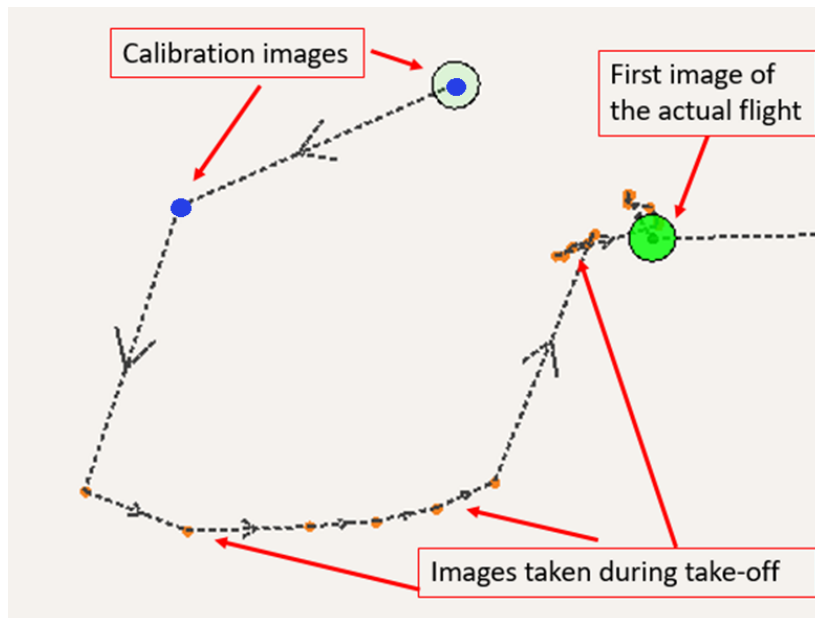 Calibration images
First image of
the actual flight
Images taken during take-off